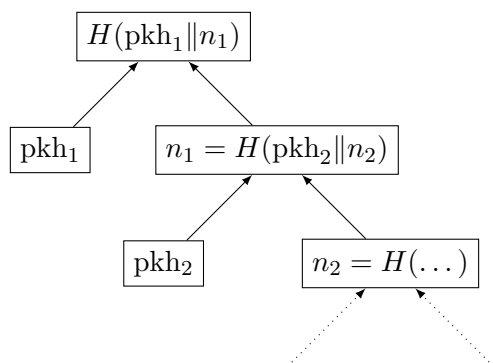 H(pkh₁‖n₁)
pkh₁
n₁ = H(pkh₂‖n₂)
pkh₂
n₂ = H(...)